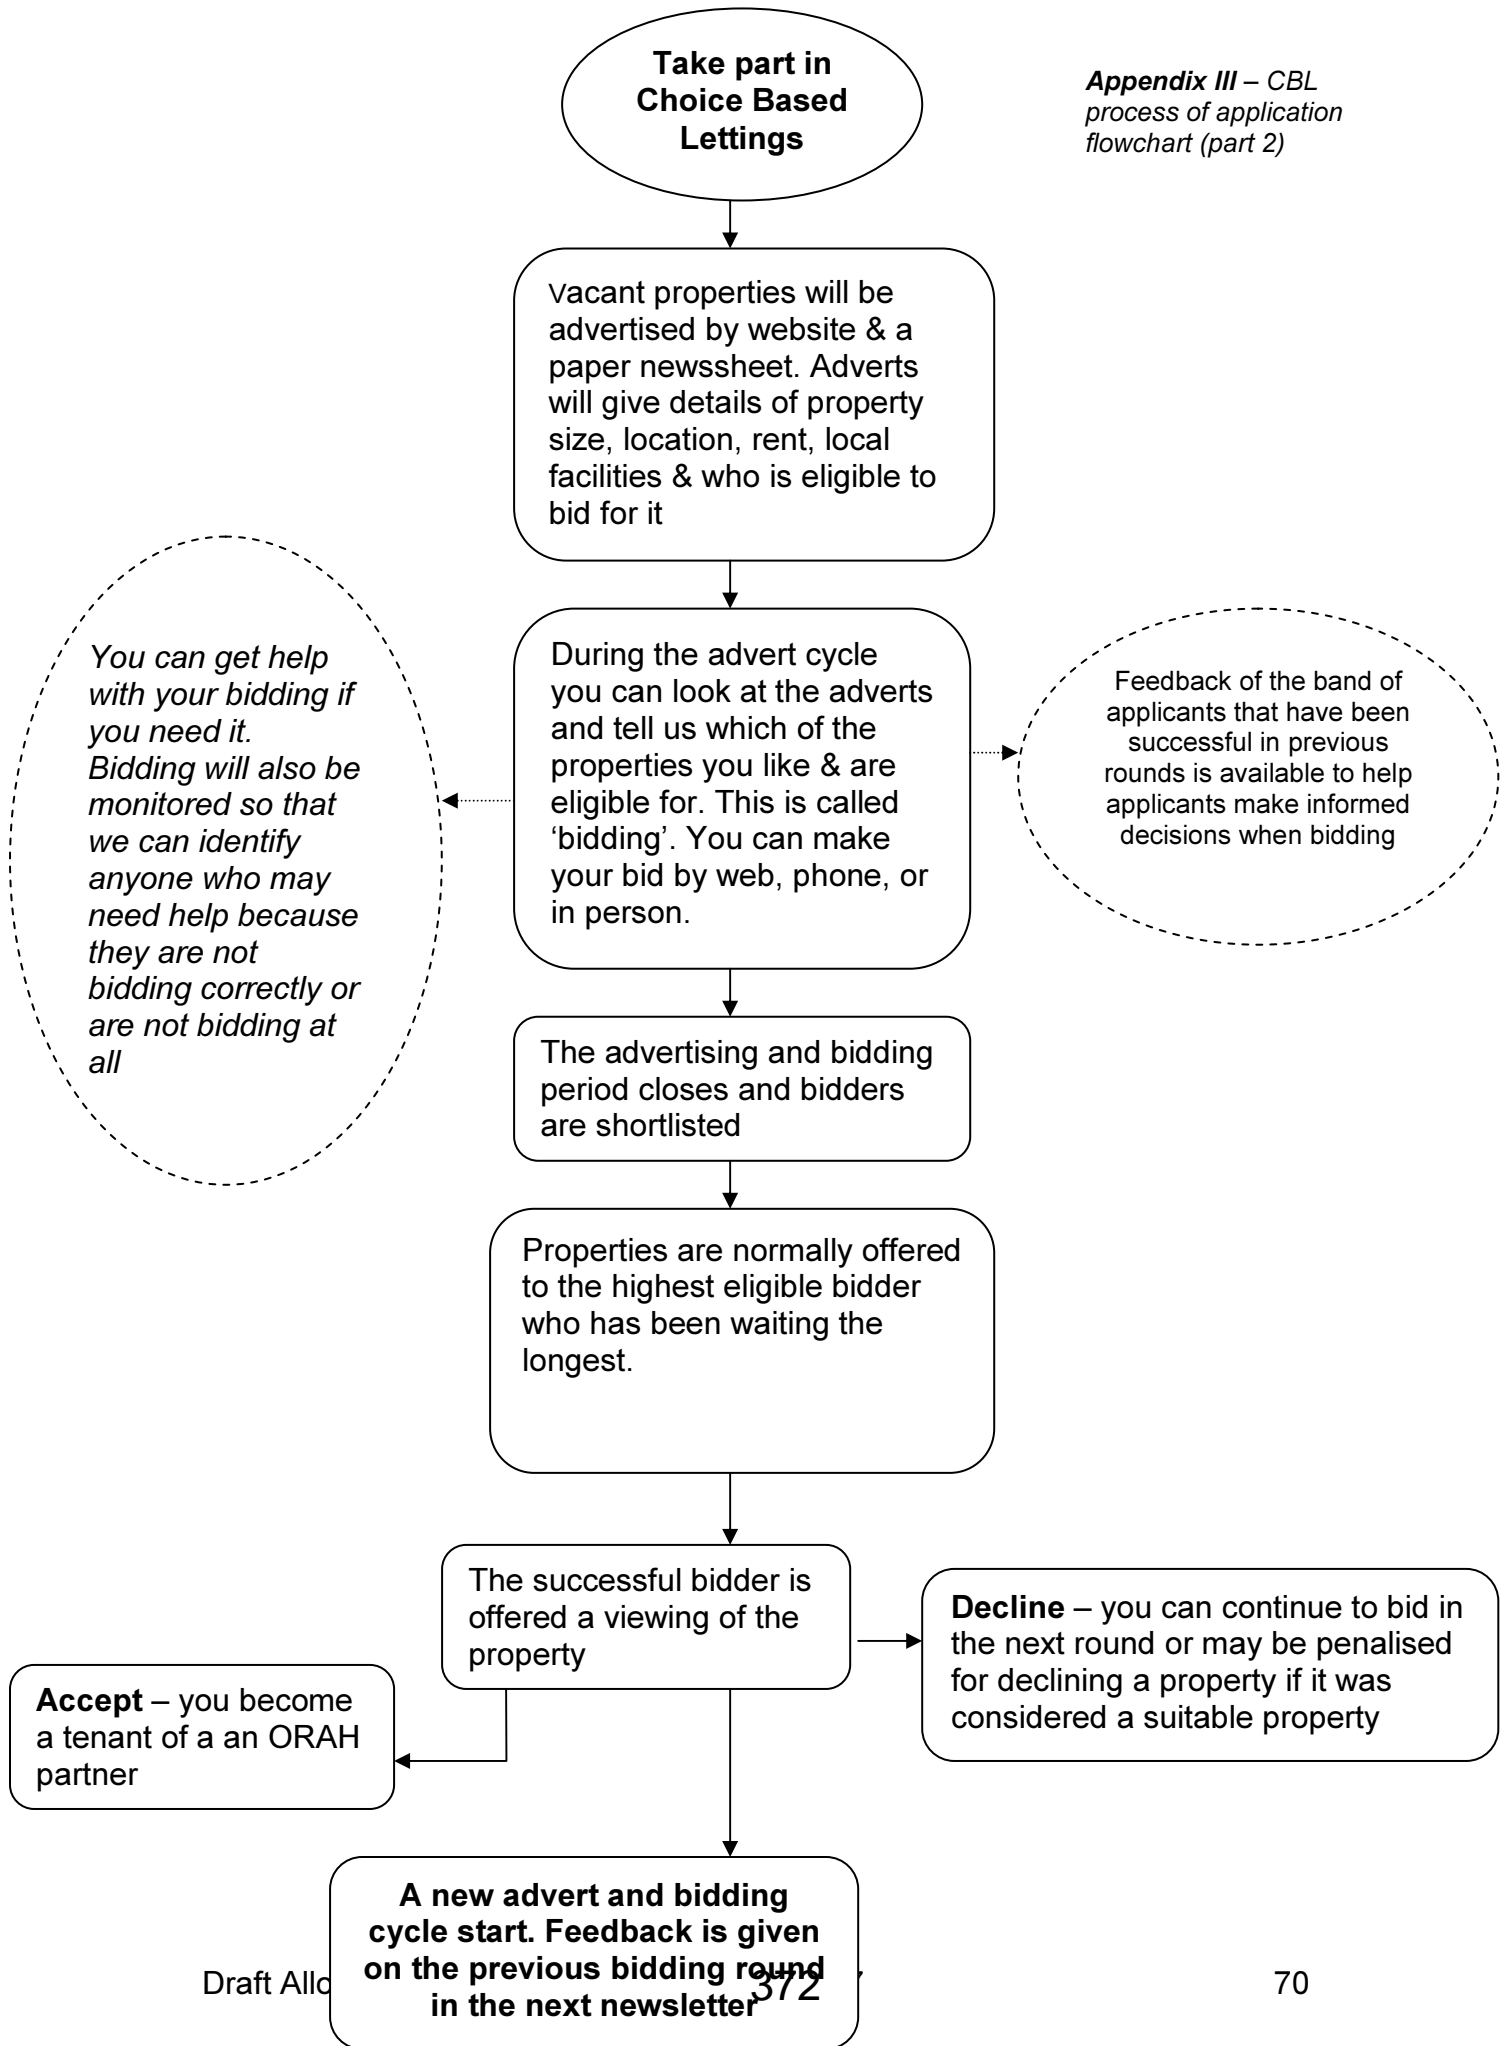 Take part in
Choice Based
Lettings
Appendix III – CBL
process of application
flowchart (part 2)
Vacant properties will be
advertised by website & a
paper newssheet. Adverts
will give details of property
size, location, rent, local
facilities & who is eligible to
bid for it
You can get help
with your bidding if
you need it.
Bidding will also be
monitored so that
we can identify
anyone who may
need help because
they are not
bidding correctly or
are not bidding at
all
During the advert cycle
you can look at the adverts
and tell us which of the
properties you like & are
eligible for. This is called
‘bidding’. You can make
your bid by web, phone, or
in person.
Feedback of the band of
applicants that have been
successful in previous
rounds is available to help
applicants make informed
decisions when bidding
The advertising and bidding
period closes and bidders
are shortlisted
Properties are normally offered
to the highest eligible bidder
who has been waiting the
longest.
The successful bidder is
offered a viewing of the
property
Decline – you can continue to bid in
the next round or may be penalised
for declining a property if it was
considered a suitable property
Accept – you become
a tenant of a an ORAH
partner
A new advert and bidding
cycle start. Feedback is given
on the previous bidding round
in the next newsletter
Draft Allo
372
70